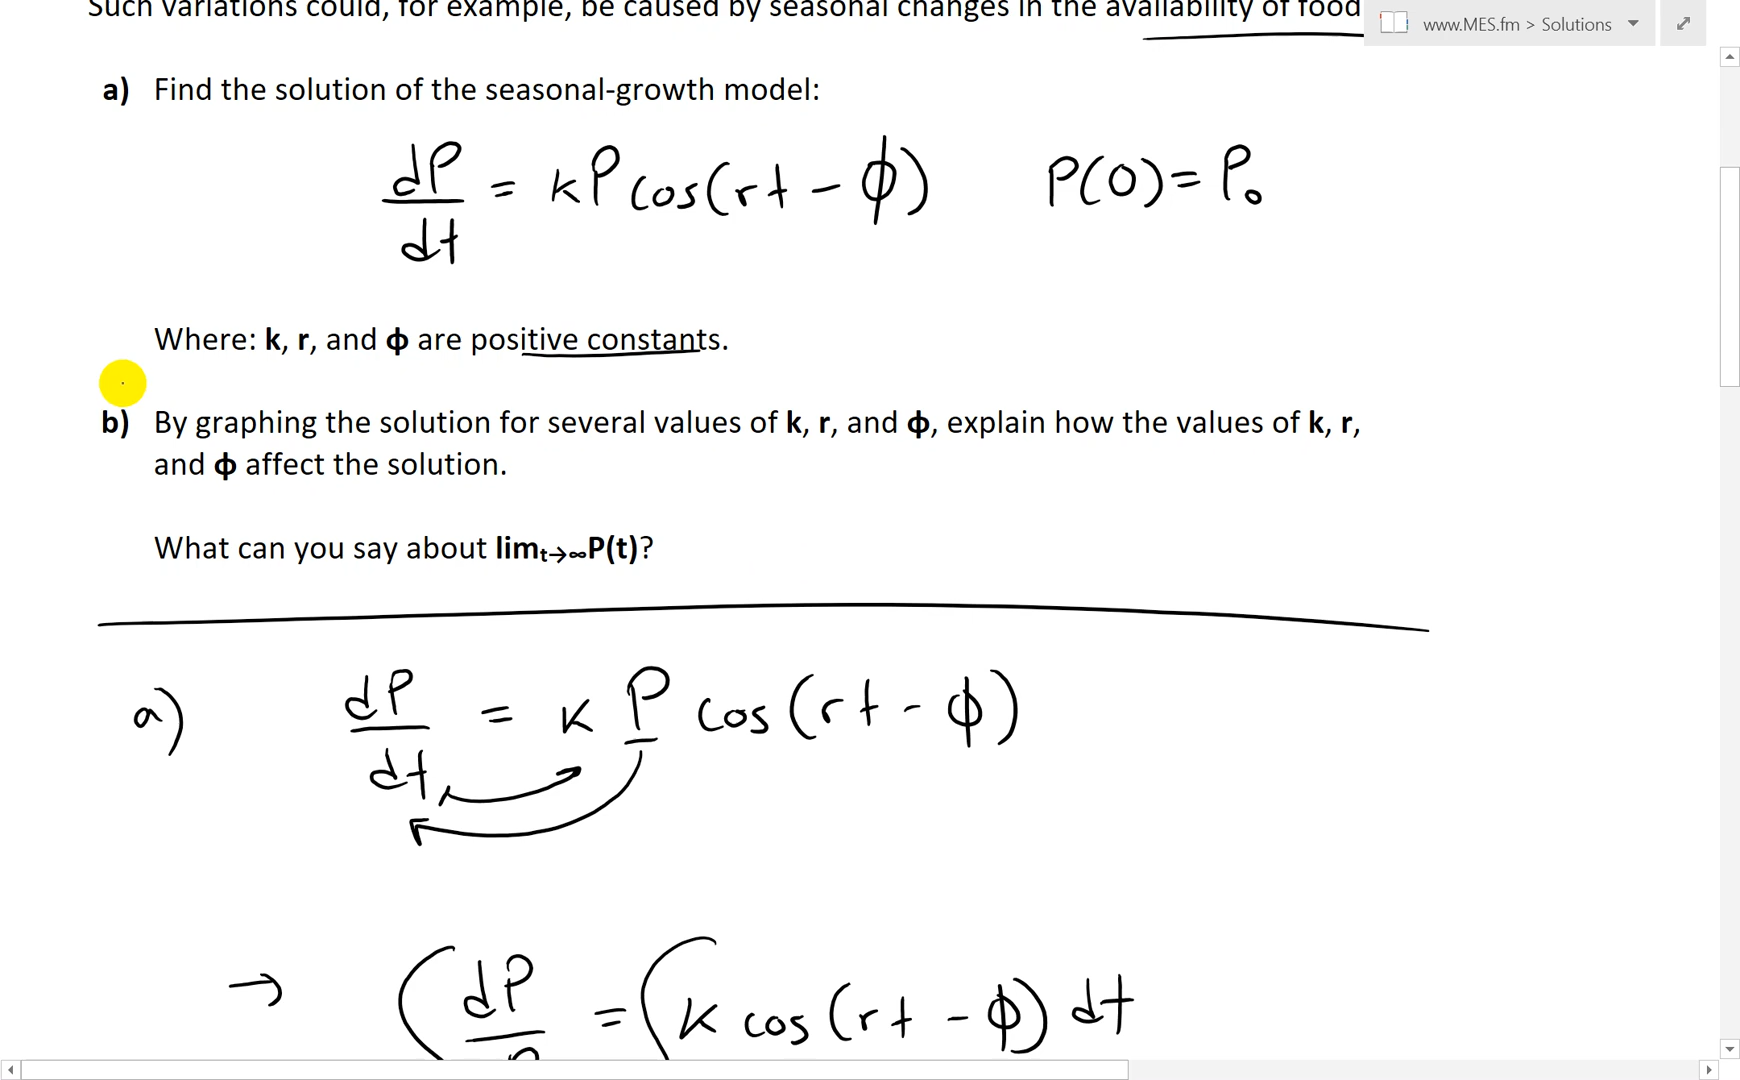 Such variations could, for example, be caused by seasonal changes in the availability of food
www.MES.fm > Solutions
a) Find the solution of the seasonal-growth model:
dP/dt = kP cos(rt - ϕ) P(0) = P₀
Where: k, r, and ϕ are positive constants.
b) By graphing the solution for several values of k, r, and ϕ, explain how the values of k, r,
and ϕ affect the solution.
What can you say about limₜ→∞P(t)?
a) dP/dt = k P cos(rt - ϕ)
→ ∫ dP/P = ∫ k cos(rt - ϕ) dt